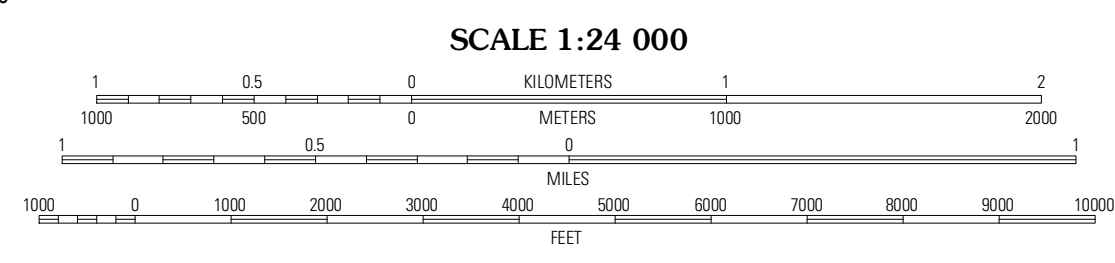 SCALE 1:24 000
1 0.5 0 KILOMETERS 1 2
1000 500 0 METERS 1000 2000
1 0.5 0 1
MILES
1000 0 1000 2000 3000 4000 5000 6000 7000 8000 9000 10000
FEET